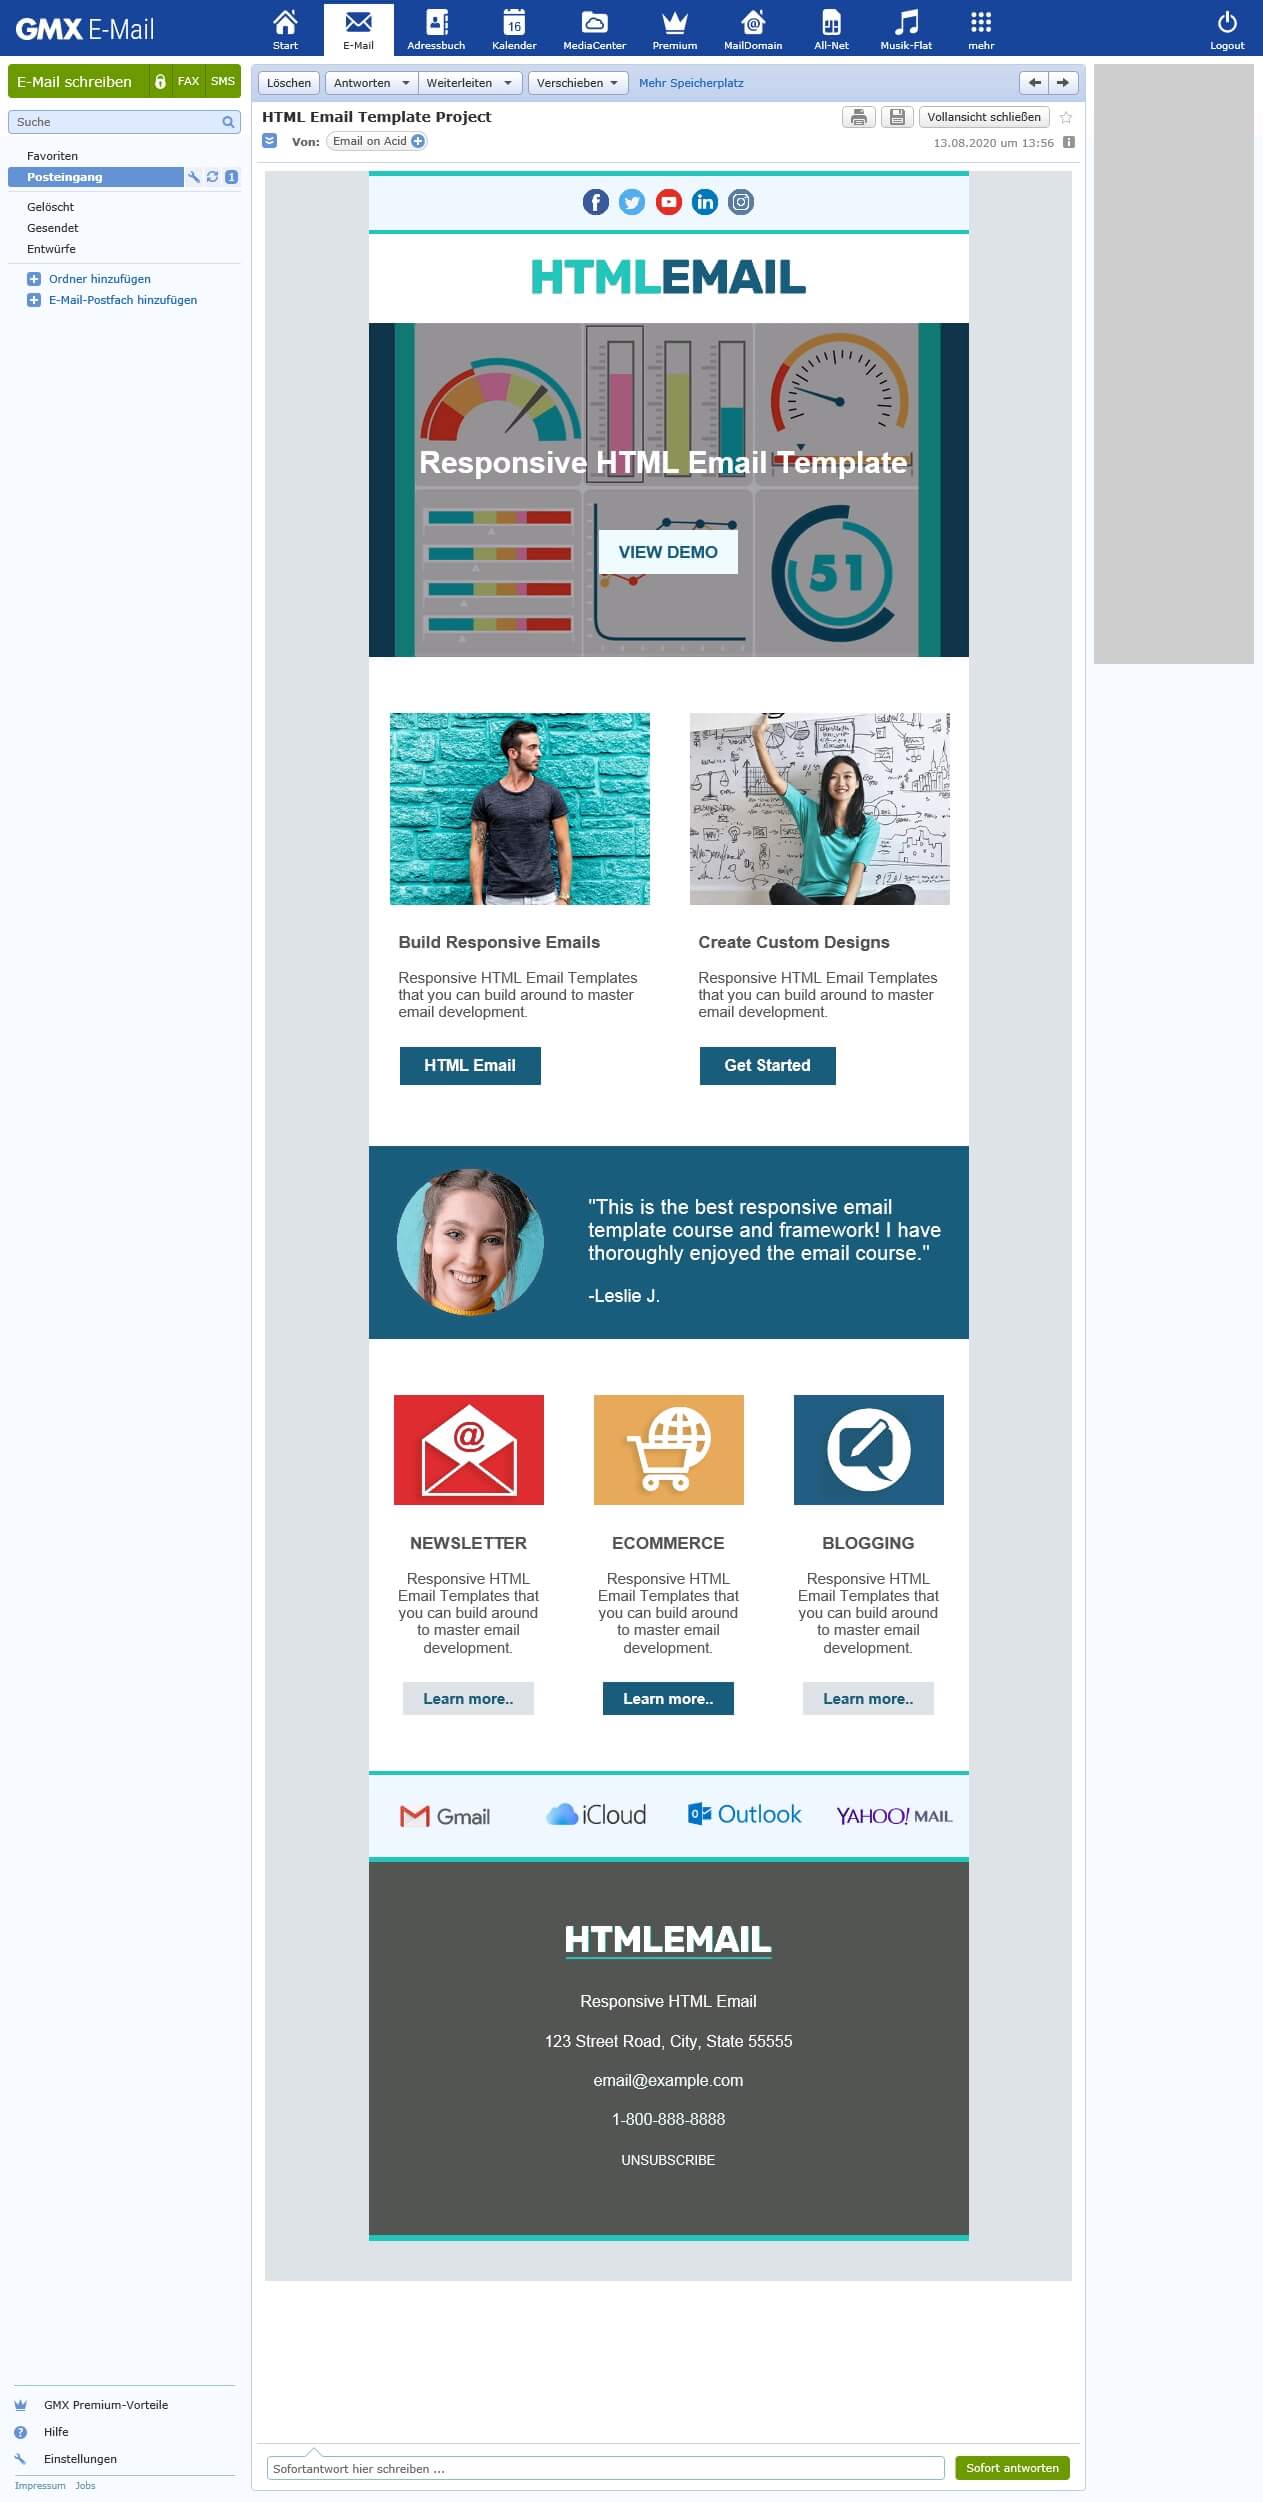 GMX E-Mail
Start
E-Mail
Adressbuch
16
Kalender
MediaCenter
Premium
MailDomain
All-Net
Musik-Flat
mehr
Logout
E-Mail schreiben
FAX
SMS
Suche
Favoriten
Posteingang
1
Gelöscht
Gesendet
Entwürfe
Ordner hinzufügen
E-Mail-Postfach hinzufügen
Löschen
Antworten
Weiterleiten
Verschieben
Mehr Speicherplatz
HTML Email Template Project
Vollansicht schließen
Von: Email on Acid
13.08.2020 um 13:56
HTMLEMAIL
Responsive HTML Email Template
VIEW DEMO
51
Build Responsive Emails
Responsive HTML Email Templates
that you can build around to master
email development.
HTML Email
Create Custom Designs
Responsive HTML Email Templates
that you can build around to master
email development.
Get Started
"This is the best responsive email
template course and framework! I have
thoroughly enjoyed the email course."
-Leslie J.
@
NEWSLETTER
Responsive HTML
Email Templates that
you can build around
to master email
development.
Learn more..
ECOMMERCE
Responsive HTML
Email Templates that
you can build around
to master email
development.
Learn more..
BLOGGING
Responsive HTML
Email Templates that
you can build around
to master email
development.
Learn more..
Gmail
iCloud
Outlook
YAHOO! MAIL
HTMLEMAIL
Responsive HTML Email
123 Street Road, City, State 55555
email@example.com
1-800-888-8888
UNSUBSCRIBE
GMX Premium-Vorteile
Hilfe
Einstellungen
Impressum Jobs
Sofortantwort hier schreiben ...
Sofort antworten